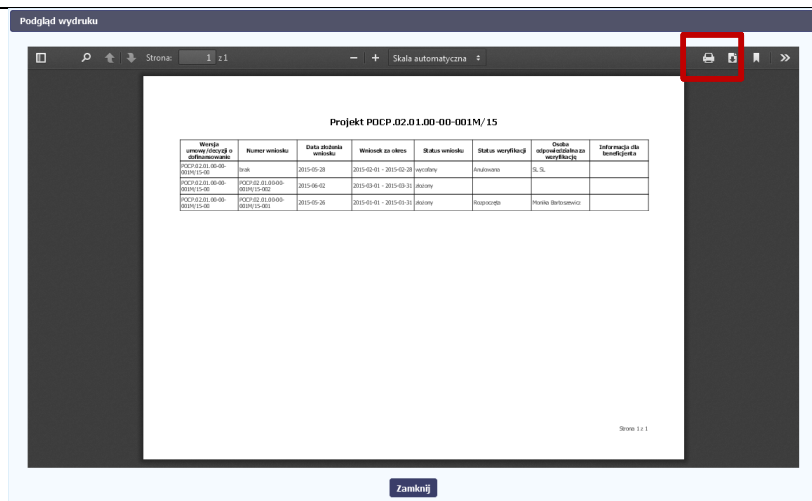 Podgląd wydruku
Strona: 1 z 1 Skala automatyczna
Projekt POCP.02.01.00-00-001M/15
Wersja umowy/decyzji o dofinansowanie Numer wniosku Data złożenia wniosku Wniosek za okres Status wniosku Status weryfikacji Osoba odpowiedzialna za weryfikację Informacja dla beneficjenta
POCP.02.01.00-00-001M/15-00 brak 2015-05-28 2015-02-01 - 2015-02-28 wycofany Anulowana SL SL
POCP.02.01.00-00-001M/15-00 POCP.02.01.00-00-001M/15-002 2015-06-02 2015-03-01 - 2015-03-31 złożony
POCP.02.01.00-00-001M/15-00 POCP.02.01.00-00-001M/15-001 2015-05-26 2015-01-01 - 2015-01-31 złożony Rozpoczęta Monika Bartoszewicz
Strona 1 z 1
Zamknij